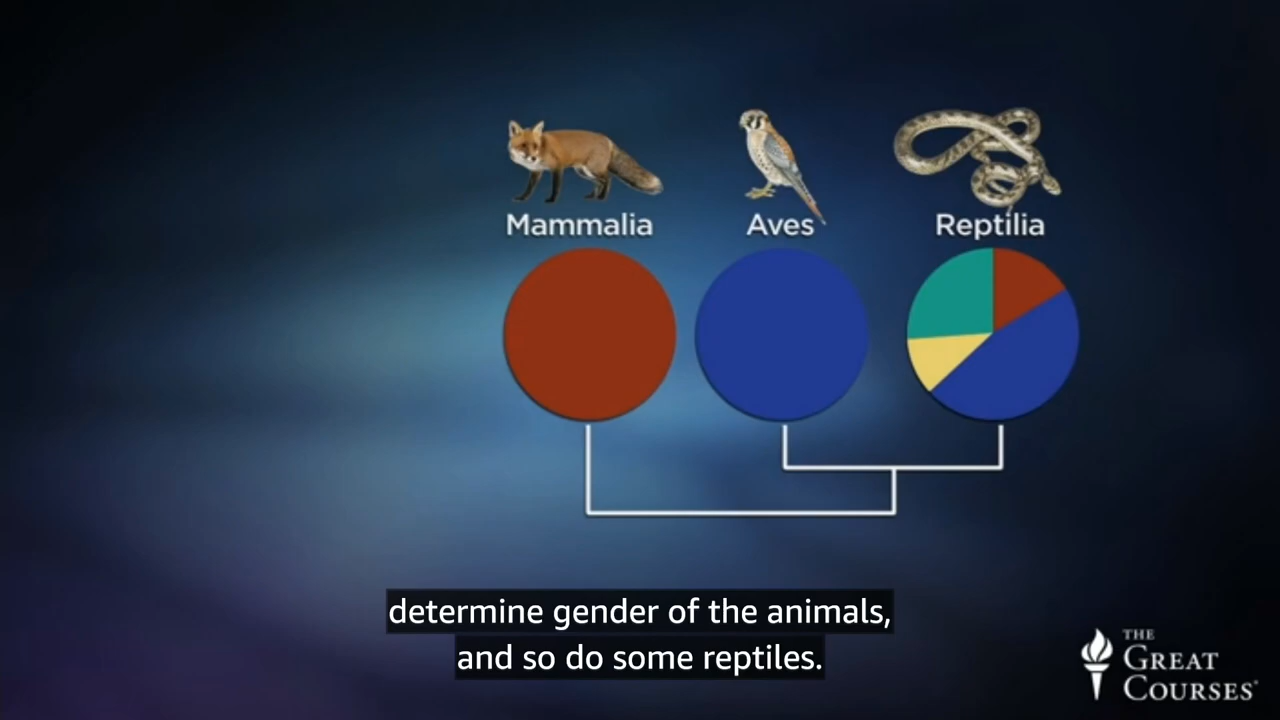 Mammalia
Aves
Reptilia
determine gender of the animals,
and so do some reptiles.
THE
GREAT
COURSES